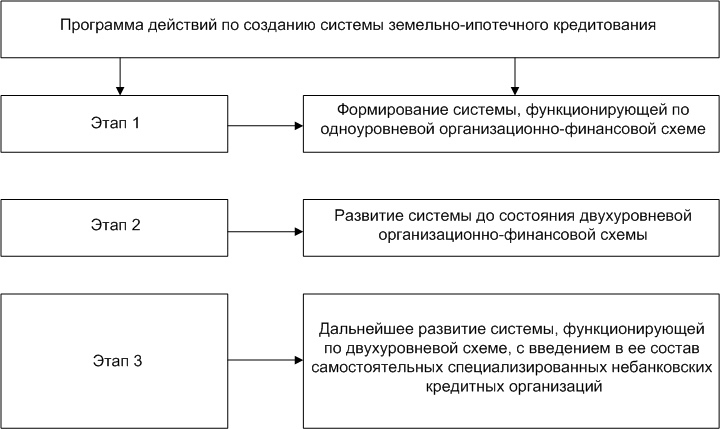 Программа действий по созданию системы земельно-ипотечного кредитования
Этап 1
Формирование системы, функционирующей по
одноуровневой организационно-финансовой схеме
Этап 2
Развитие системы до состояния двухуровневой
организационно-финансовой схемы
Этап 3
Дальнейшее развитие системы, функционирующей
по двухуровневой схеме, с введением в ее состав
самостоятельных специализированных небанковских
кредитных организаций